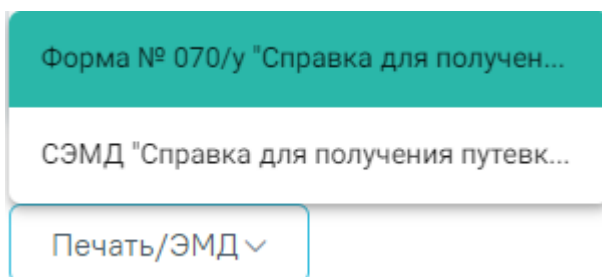 Форма № 070/у "Справка для получен...
СЭМД "Справка для получения путевк...
Печать/ЭМД